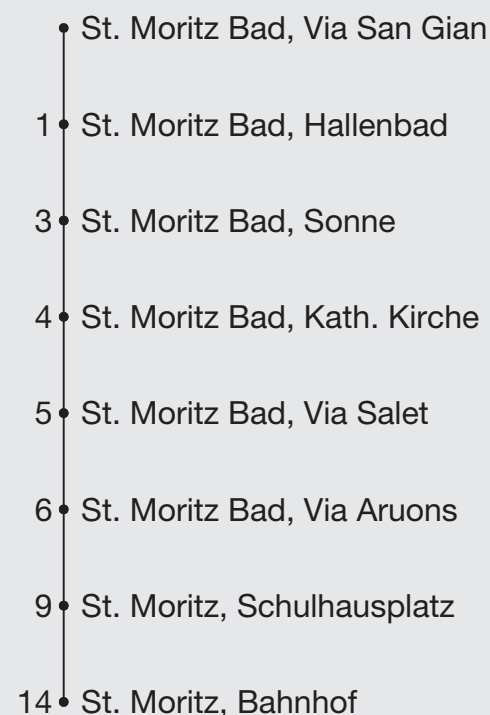 St. Moritz Bad, Via San Gian
1 St. Moritz Bad, Hallenbad
3 St. Moritz Bad, Sonne
4 St. Moritz Bad, Kath. Kirche
5 St. Moritz Bad, Via Salet
6 St. Moritz Bad, Via Aruons
9 St. Moritz, Schulhausplatz
14 St. Moritz, Bahnhof